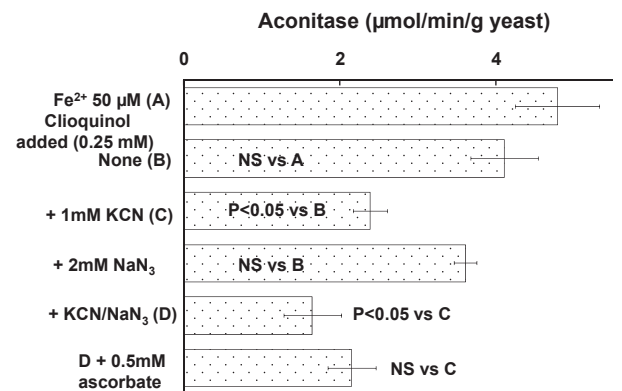 Aconitase (µmol/min/g yeast)
0 2 4
Fe²⁺ 50 µM (A)
Clioquinol
added (0.25 mM)
None (B) NS vs A
+ 1mM KCN (C) P<0.05 vs B
+ 2mM NaN₃ NS vs B
+ KCN/NaN₃ (D) P<0.05 vs C
D + 0.5mM
ascorbate NS vs C